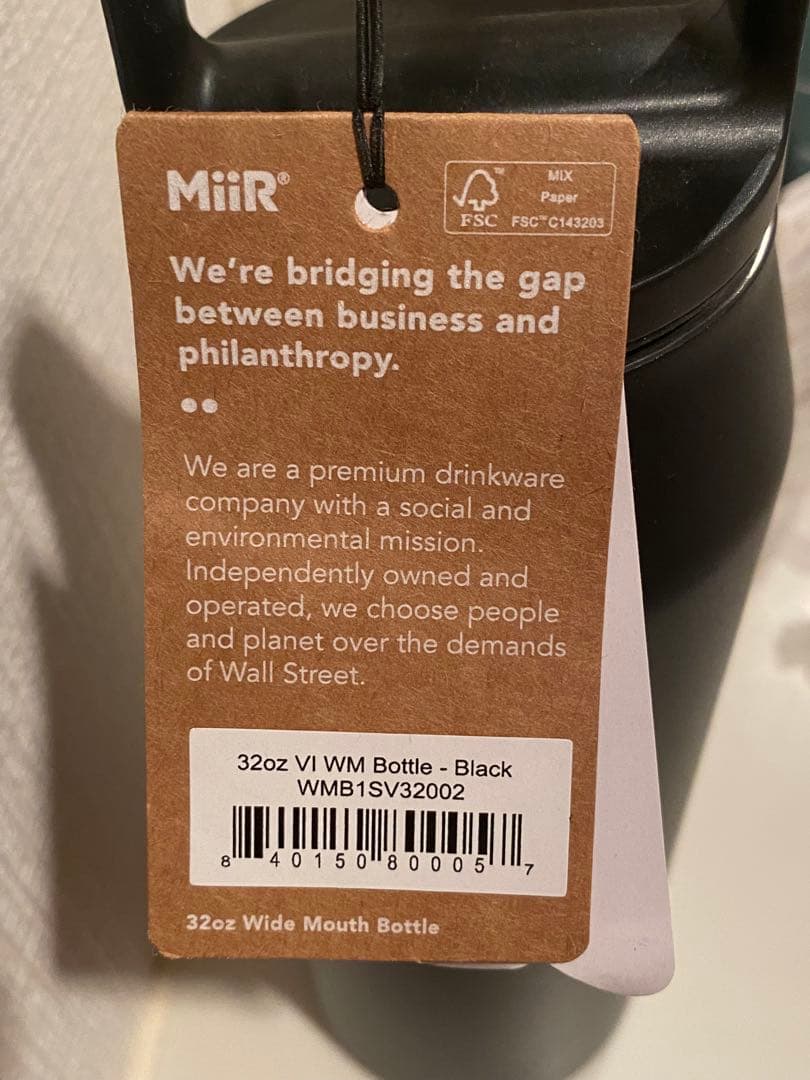 MiiR®
FSC™
MIX
Paper
FSC™ C143203
We're bridging the gap
between business and
philanthropy.
We are a premium drinkware
company with a social and
environmental mission.
Independently owned and
operated, we choose people
and planet over the demands
of Wall Street.
32oz VI WM Bottle - Black
WMB1SV32002
8 40150 80005 7
32oz Wide Mouth Bottle